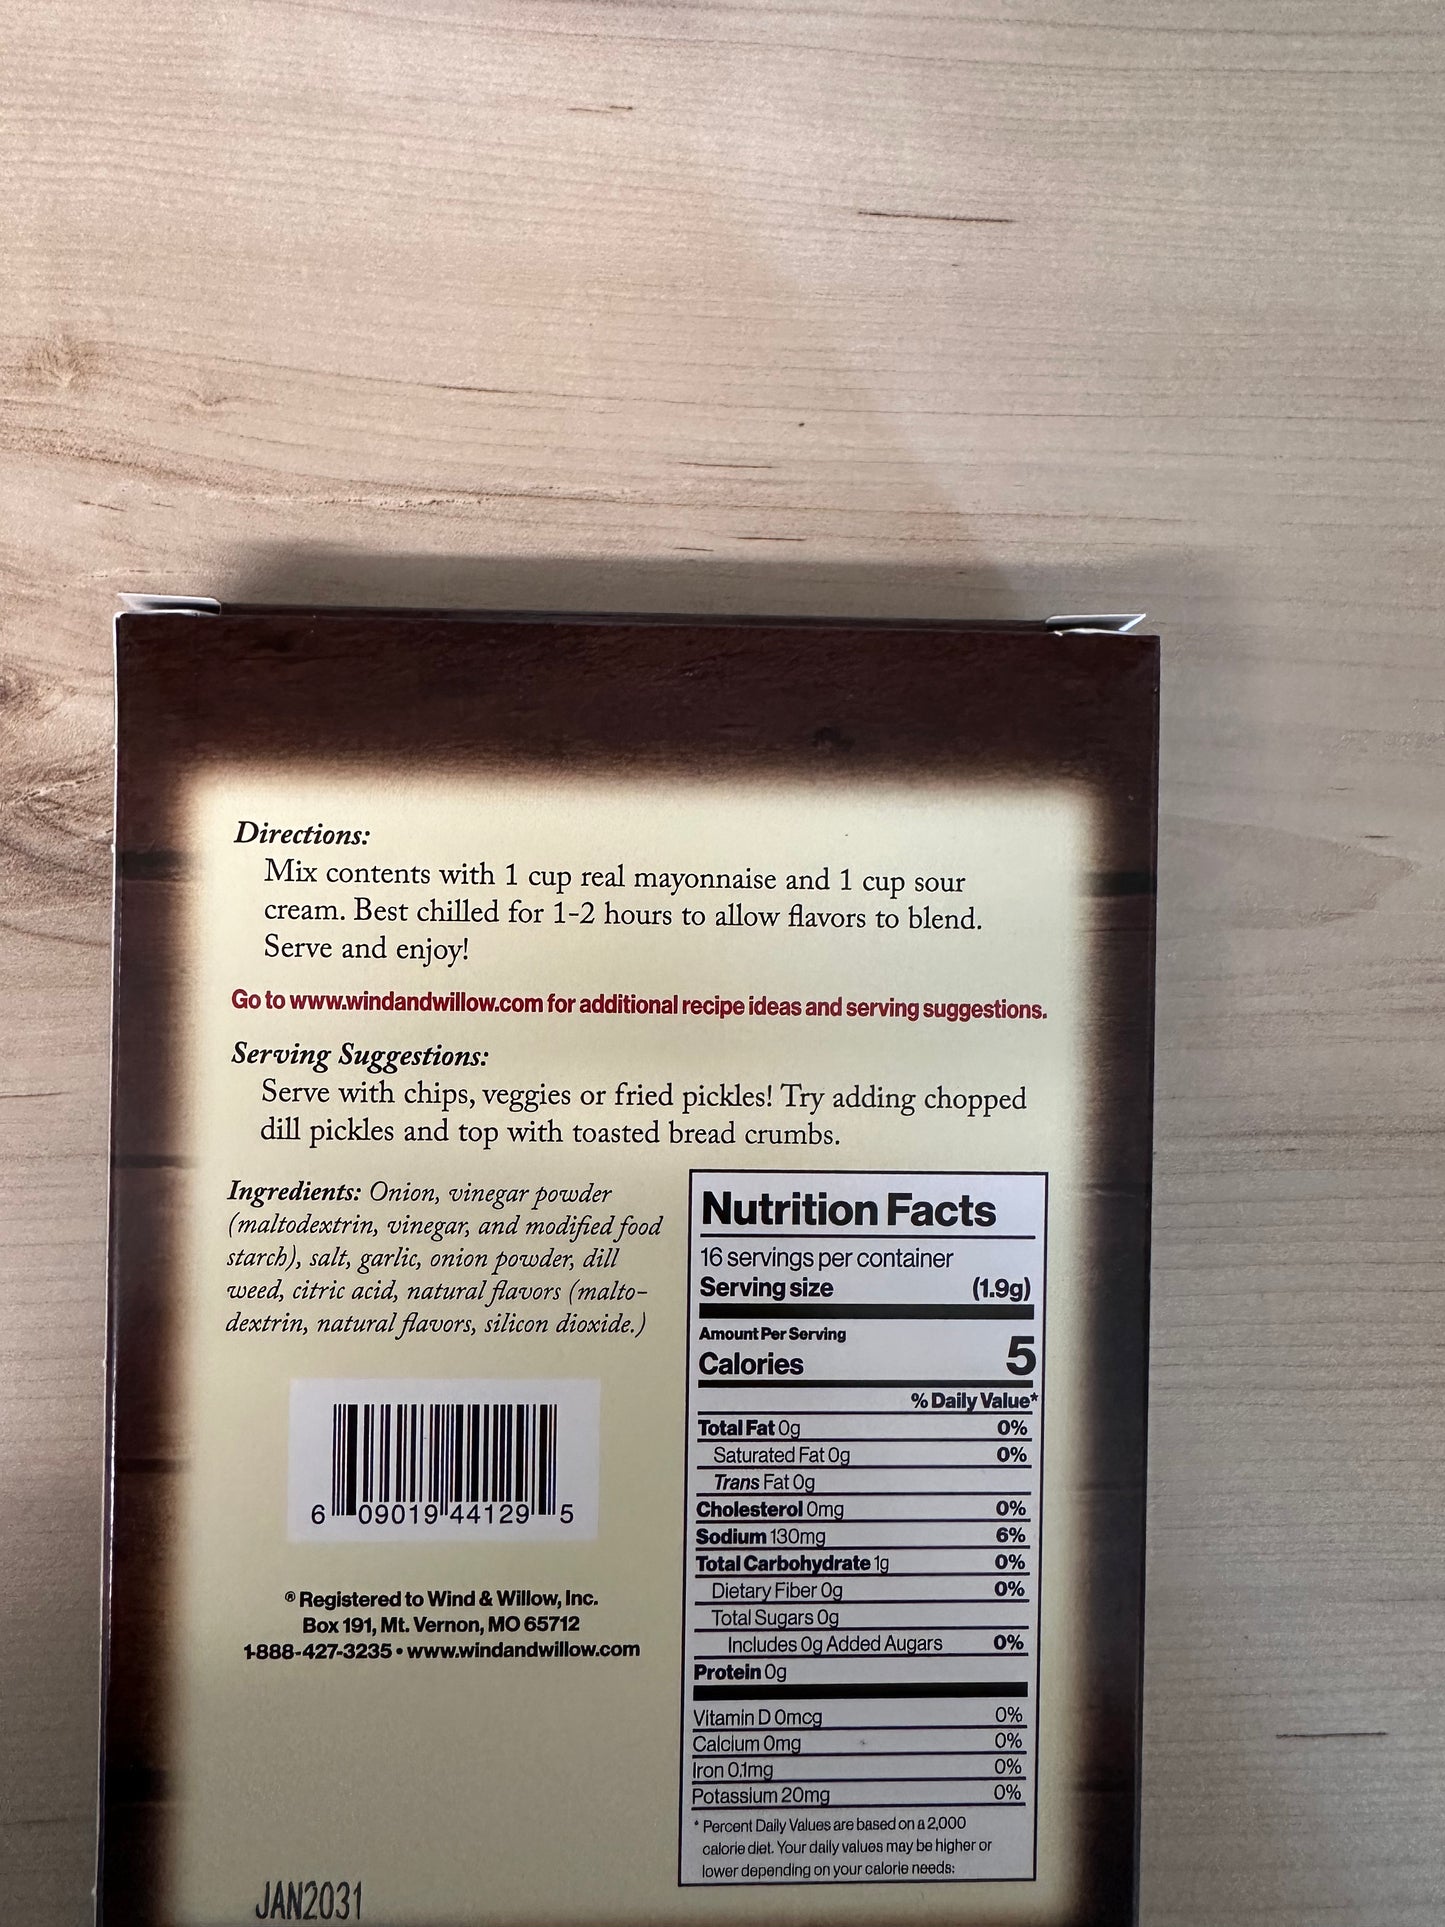 Directions:
Mix contents with 1 cup real mayonnaise and 1 cup sour
cream. Best chilled for 1-2 hours to allow flavors to blend.
Serve and enjoy!
Go to www.windandwillow.com for additional recipe ideas and serving suggestions.
Serving Suggestions:
Serve with chips, veggies or fried pickles! Try adding chopped
dill pickles and top with toasted bread crumbs.
Ingredients: Onion, vinegar powder
(maltodextrin, vinegar, and modified food
starch), salt, garlic, onion powder, dill
weed, citric acid, natural flavors (malto-
dextrin, natural flavors, silicon dioxide.)
6 09019 44129 5
® Registered to Wind & Willow, Inc.
Box 191, Mt. Vernon, MO 65712
1-888-427-3235 • www.windandwillow.com
JAN2031
Nutrition Facts
16 servings per container
Serving size (1.9g)
Amount Per Serving
Calories 5
% Daily Value*
Total Fat 0g 0%
Saturated Fat 0g 0%
Trans Fat 0g
Cholesterol 0mg 0%
Sodium 130mg 6%
Total Carbohydrate 1g 0%
Dietary Fiber 0g 0%
Total Sugars 0g
Includes 0g Added Augars 0%
Protein 0g
Vitamin D 0mcg 0%
Calcium 0mg 0%
Iron 0.1mg 0%
Potassium 20mg 0%
* Percent Daily Values are based on a 2,000
calorie diet. Your daily values may be higher or
lower depending on your calorie needs: